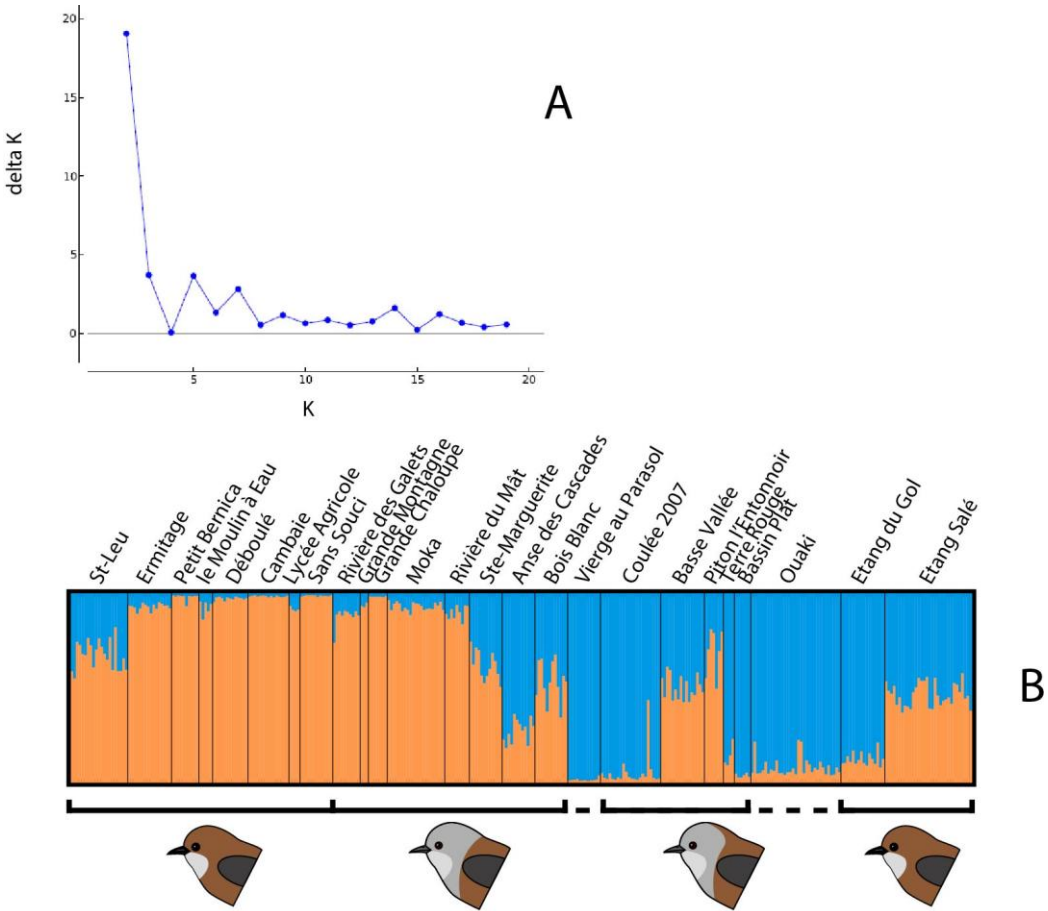 20
15
10
5
0
delta K
A
5
10
15
20
K
St-Leu
Ermitage
Petit Bernica
le Moulin à Eau
Déboulé
Cambaie
Lycée Agricole
Sans Souci
Rivière des Galets
Grande Montagne
Grande Chaloupe
Moka
Rivière du Mât
Ste-Marguerite
Anse des Cascades
Bois Blanc
Vierge au Parasol
Coulée 2007
Basse Vallée
Piton l'Entonnoir
Terre Rouge
Bassin Plat
Ouaki
Etang du Gol
Etang Salé
B